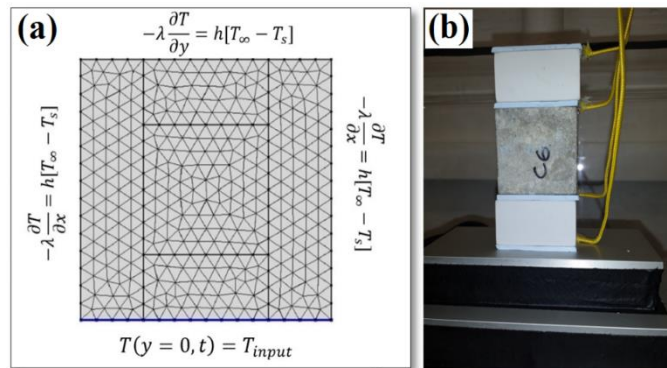 (a)
−λ ∂T/∂y = h[T∞ − Ts]
−λ ∂T/∂x = h[T∞ − Ts]
−λ ∂T/∂x = h[T∞ − Ts]
T(y = 0, t) = Tinput
(b)
C6